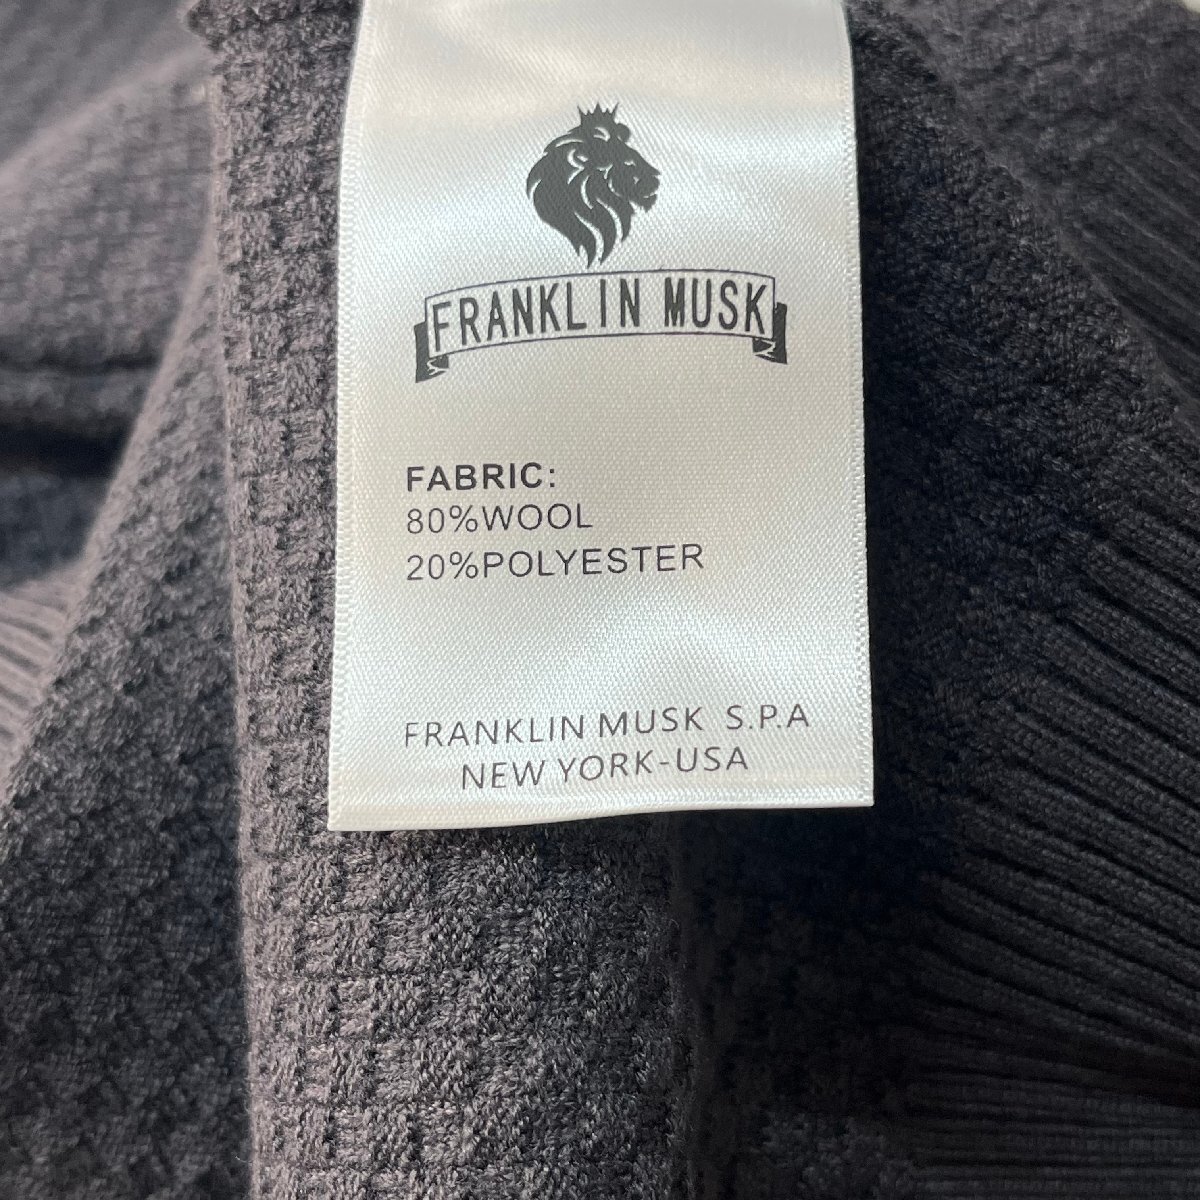 FRANKLIN MUSK
FABRIC:
80%WOOL
20%POLYESTER
FRANKLIN MUSK S.P.A
NEW YORK-USA